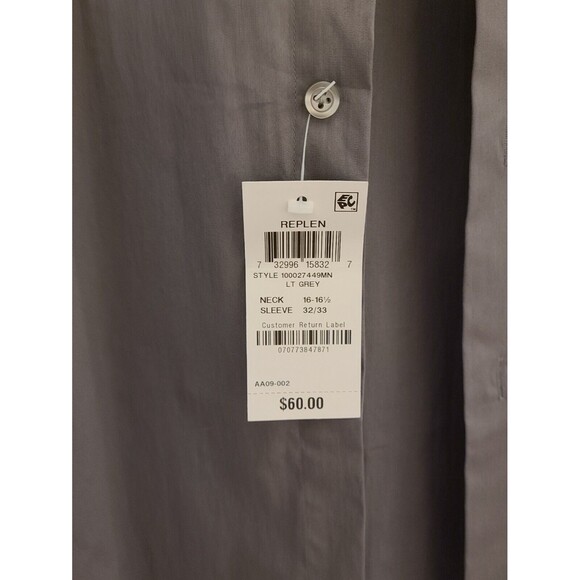 REPLEN
7 32996 15832 7
STYLE 100027449MN
LT GREY
NECK 16-16½
SLEEVE 32/33
Customer Return Label
070773847871
AA09-002
$60.00